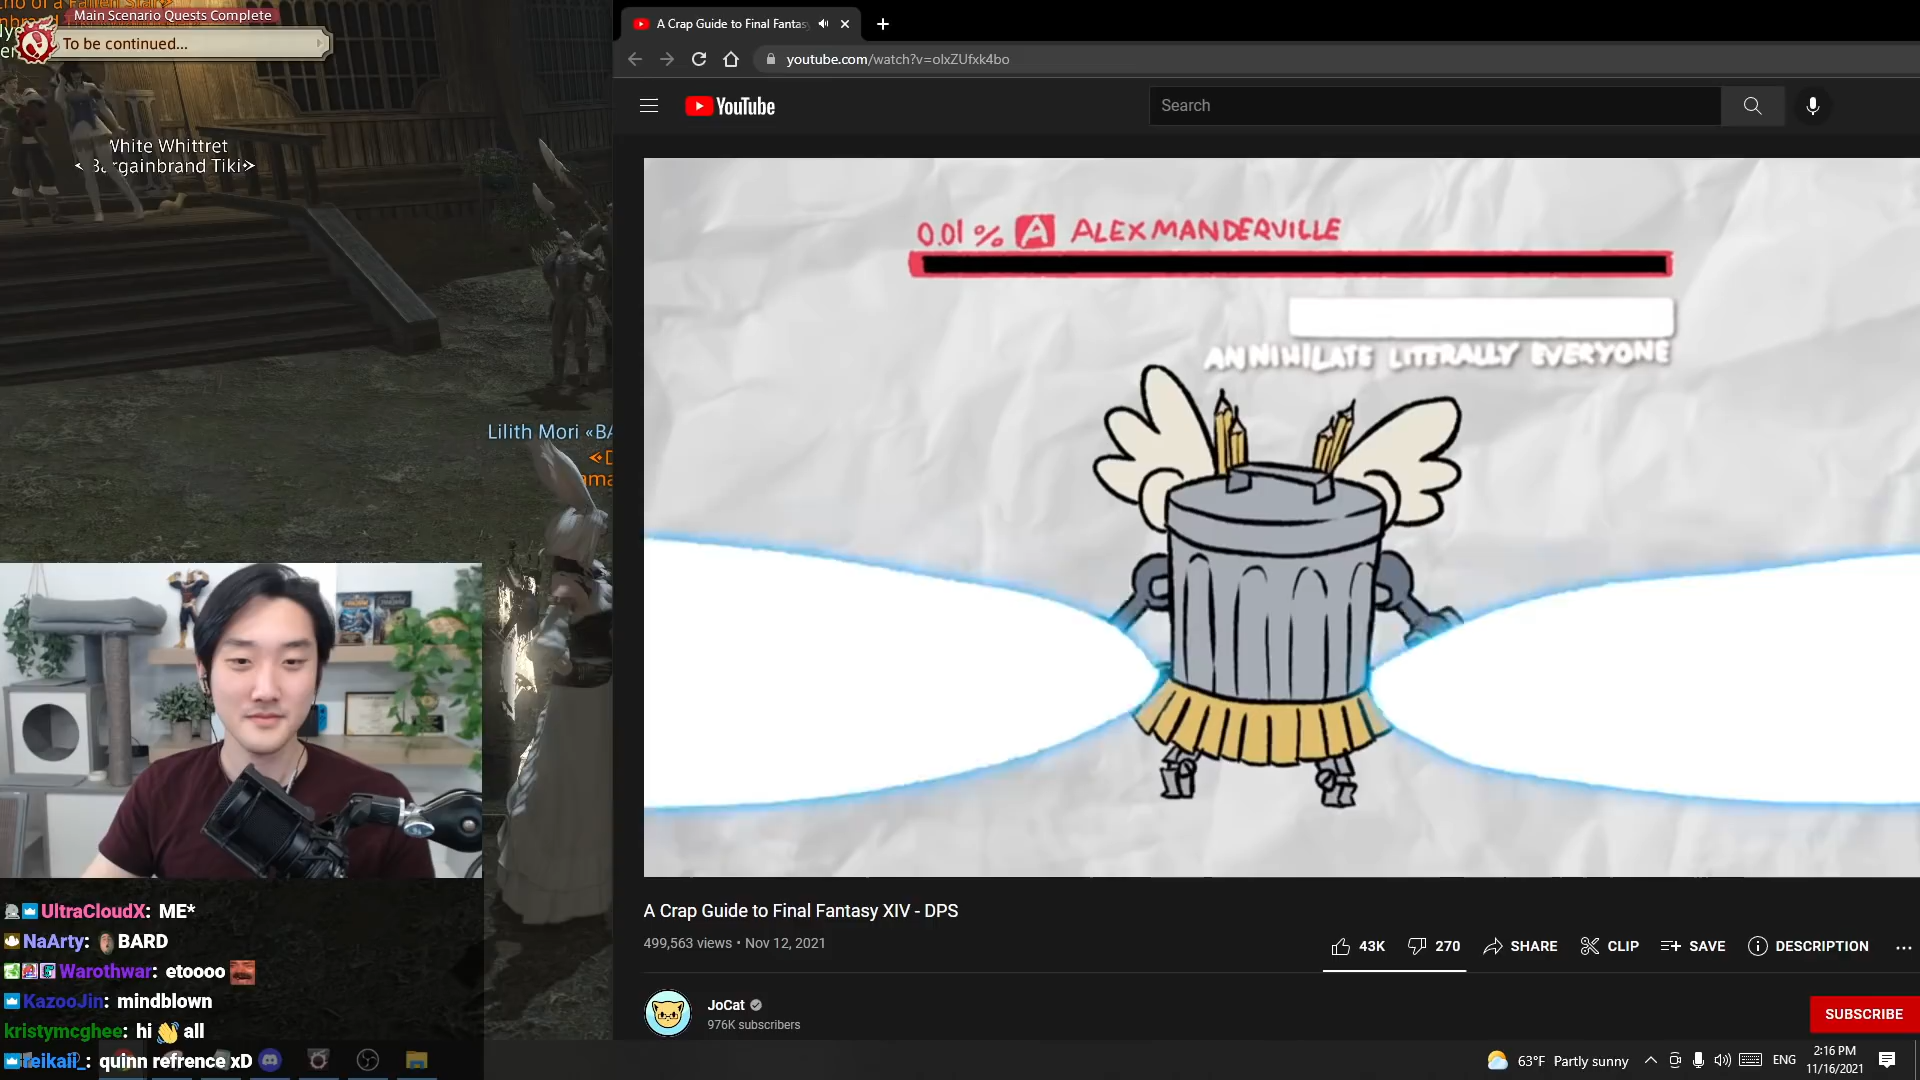 Main Scenario Quests Complete
To be continued...
White Whittret
Bargainbrand Tiki
Lilith Mori «BA
UltraCloudX: ME*
NaArty: BARD
Warothwar: etoooo
KazooJin: mindblown
kristymcghee: hi all
quinn refrence xD
A Crap Guide to Final Fantas
youtube.com/watch?v=olxZUfxk4bo
YouTube
Search
0.01 % A ALEXMANDERVILLE
ANNIHILATE LITERALLY EVERYONE
A Crap Guide to Final Fantasy XIV - DPS
499,563 views • Nov 12, 2021
43K 270 SHARE CLIP SAVE DESCRIPTION ...
JoCat
976K subscribers
SUBSCRIBE
63°F Partly sunny ENG 2:16 PM
11/16/2021